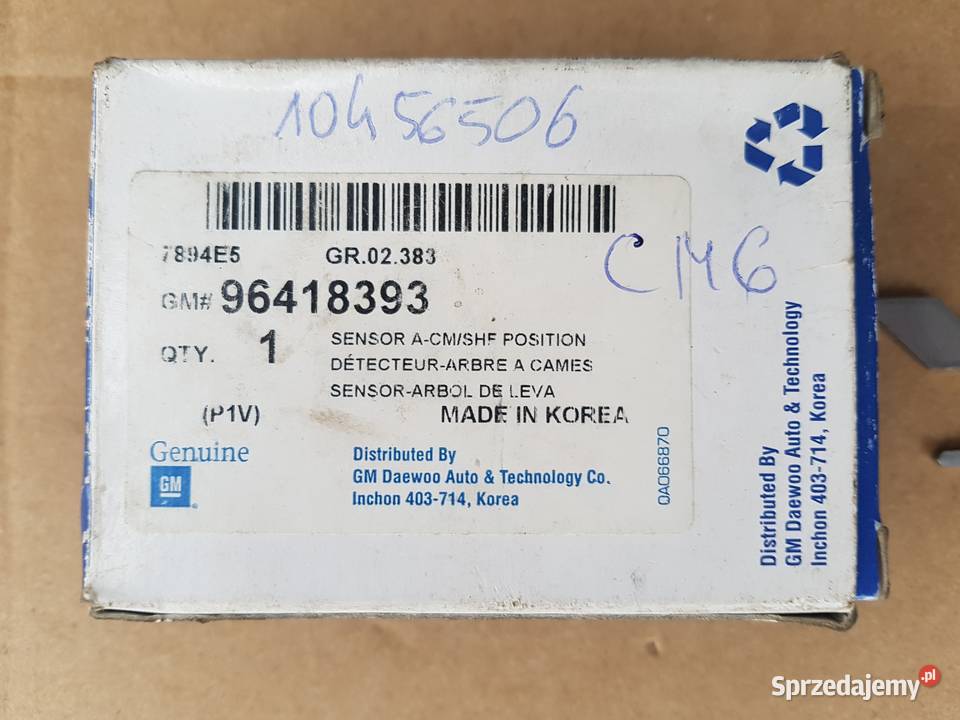 10456506
7894E5 GR.02.383
CM6
GM# 96418393
QTY. 1
SENSOR A-CM/SHF POSITION
DÉTECTEUR-ARBRE A CAMES
SENSOR-ARBOL DE LEVA
(P1V) MADE IN KOREA
Genuine
GM
Distributed By
GM Daewoo Auto & Technology Co.
Inchon 403-714, Korea
0A066870
Distributed By
GM Daewoo Auto & Technology
Inchon 403-714, Korea
Sprzedajemy.pl